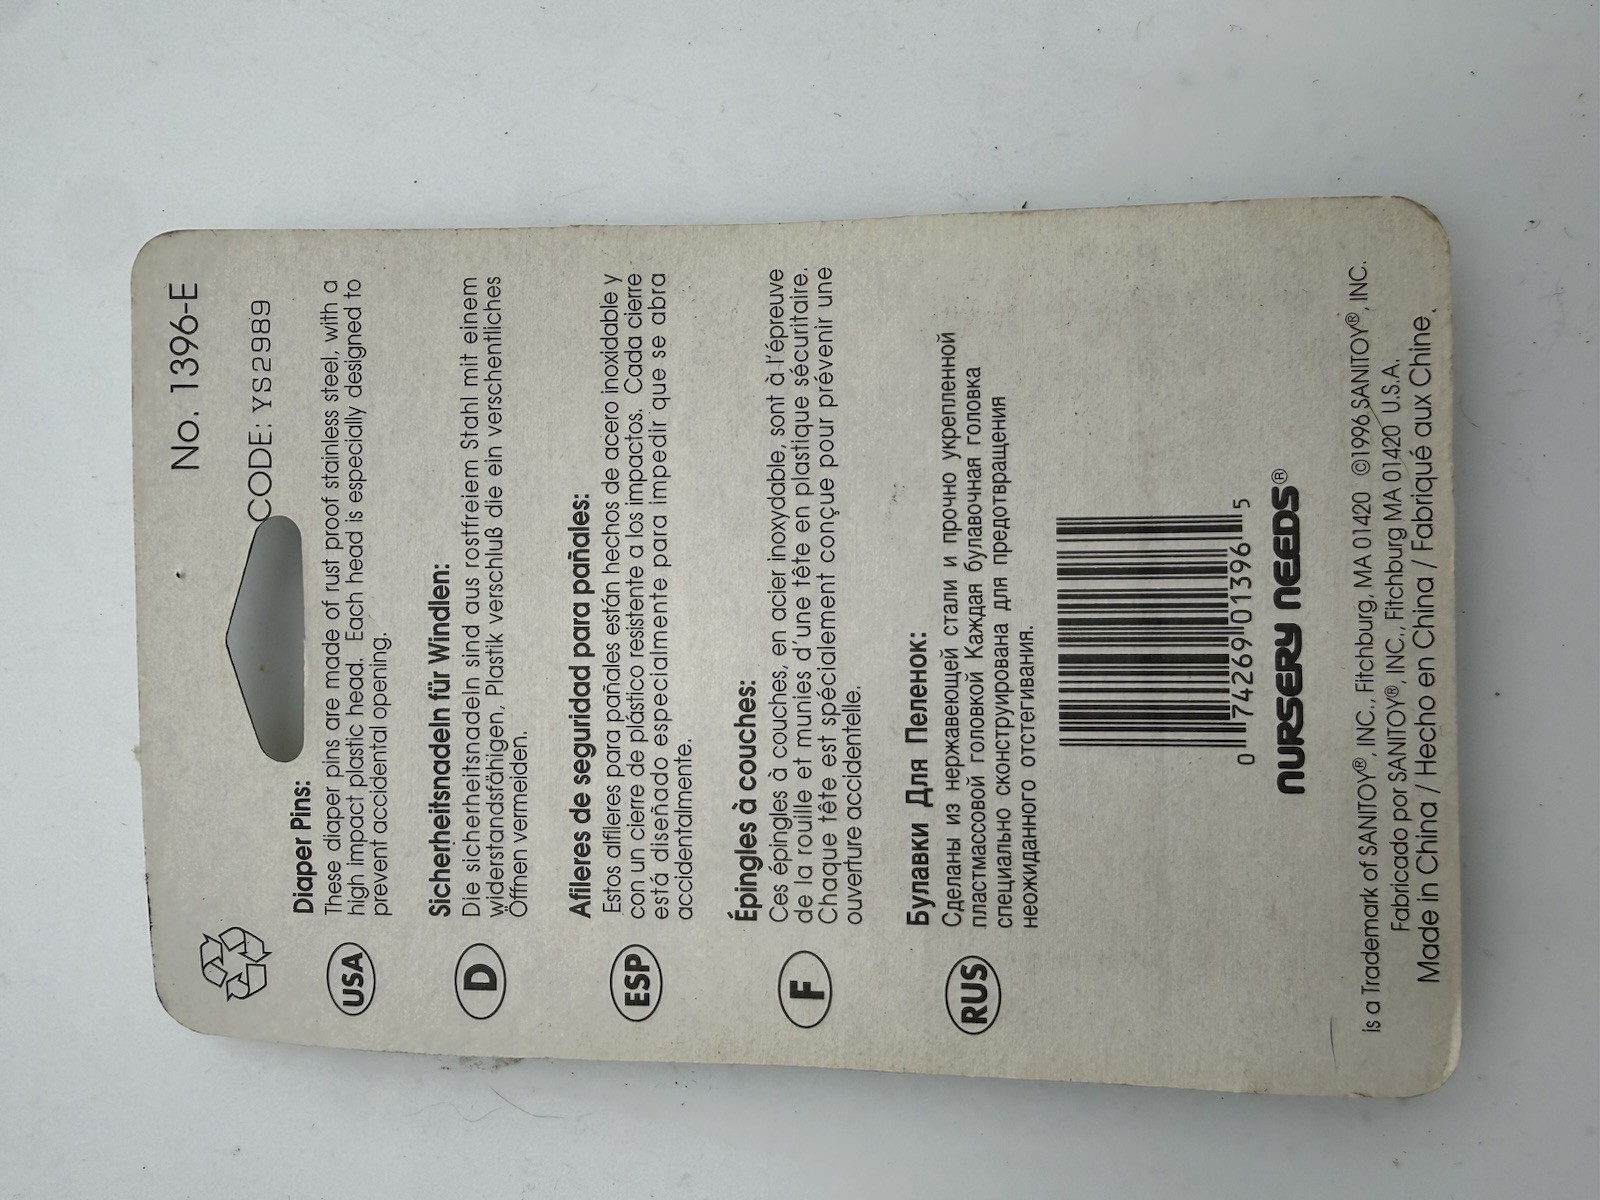 No. 1396-E
CODE: YS2989
USA
Diaper Pins:
These diaper pins are made of rust proof stainless steel, with a
high impact plastic head. Each head is especially designed to
prevent accidental opening.
D
Sicherheitsnadeln für Windlen:
Die sicherheitsnadeln sind aus rostfreiem Stahl mit einem
widerstandsfähigen, Plastik verschluß die ein verschentliches
Öffnen vermeiden.
ESP
Afileres de seguridad para pañales:
Estos alfileres para pañales están hechos de acero inoxidable y
con un cierre de plástico resistente a los impactos. Cada cierre
está diseñado especialmente para impedir que se abra
accidentalmente.
F
Épingles à couches:
Ces épingles à couches, en acier inoxydable, sont à l'épreuve
de la rouille et munies d'une tête en plastique sécuritaire.
Chaque tête est spécialement conçue pour prévenir une
ouverture accidentelle.
RUS
Булавки Для Пеленок:
Сделаны из нержавеющей стали и прочно укрепленной
пластмассовой головкой Каждая булавочная головка
специально сконструирована для предотвращения
неожиданного отстегивания.
0 74269 01396 5
NURSERY NEEDS®
is a Trademark of SANITOY®, INC., Fitchburg, MA 01420 ©1996 SANITOY®, INC.
Fabricado por SANITOY®, INC., Fitchburg MA 01420 U.S.A.
Made in China / Hecho en China / Fabriqué aux Chine.